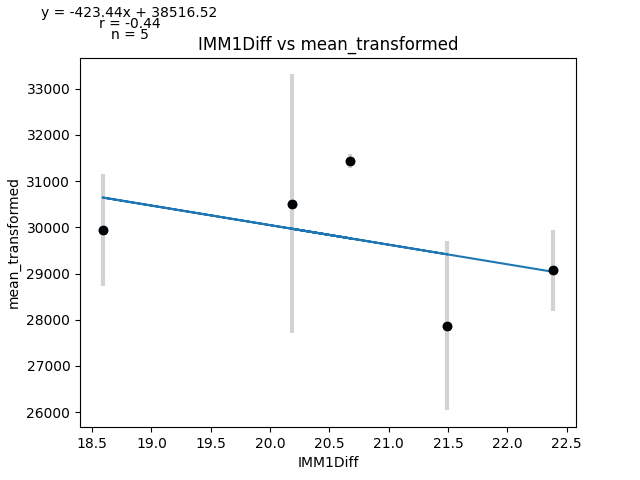 y = -423.44x + 38516.52
r = -0.44
n = 5
IMM1Diff vs mean_transformed
33000
32000
31000
30000
29000
28000
27000
26000
mean_transformed
18.5 19.0 19.5 20.0 20.5 21.0 21.5 22.0 22.5
IMM1Diff